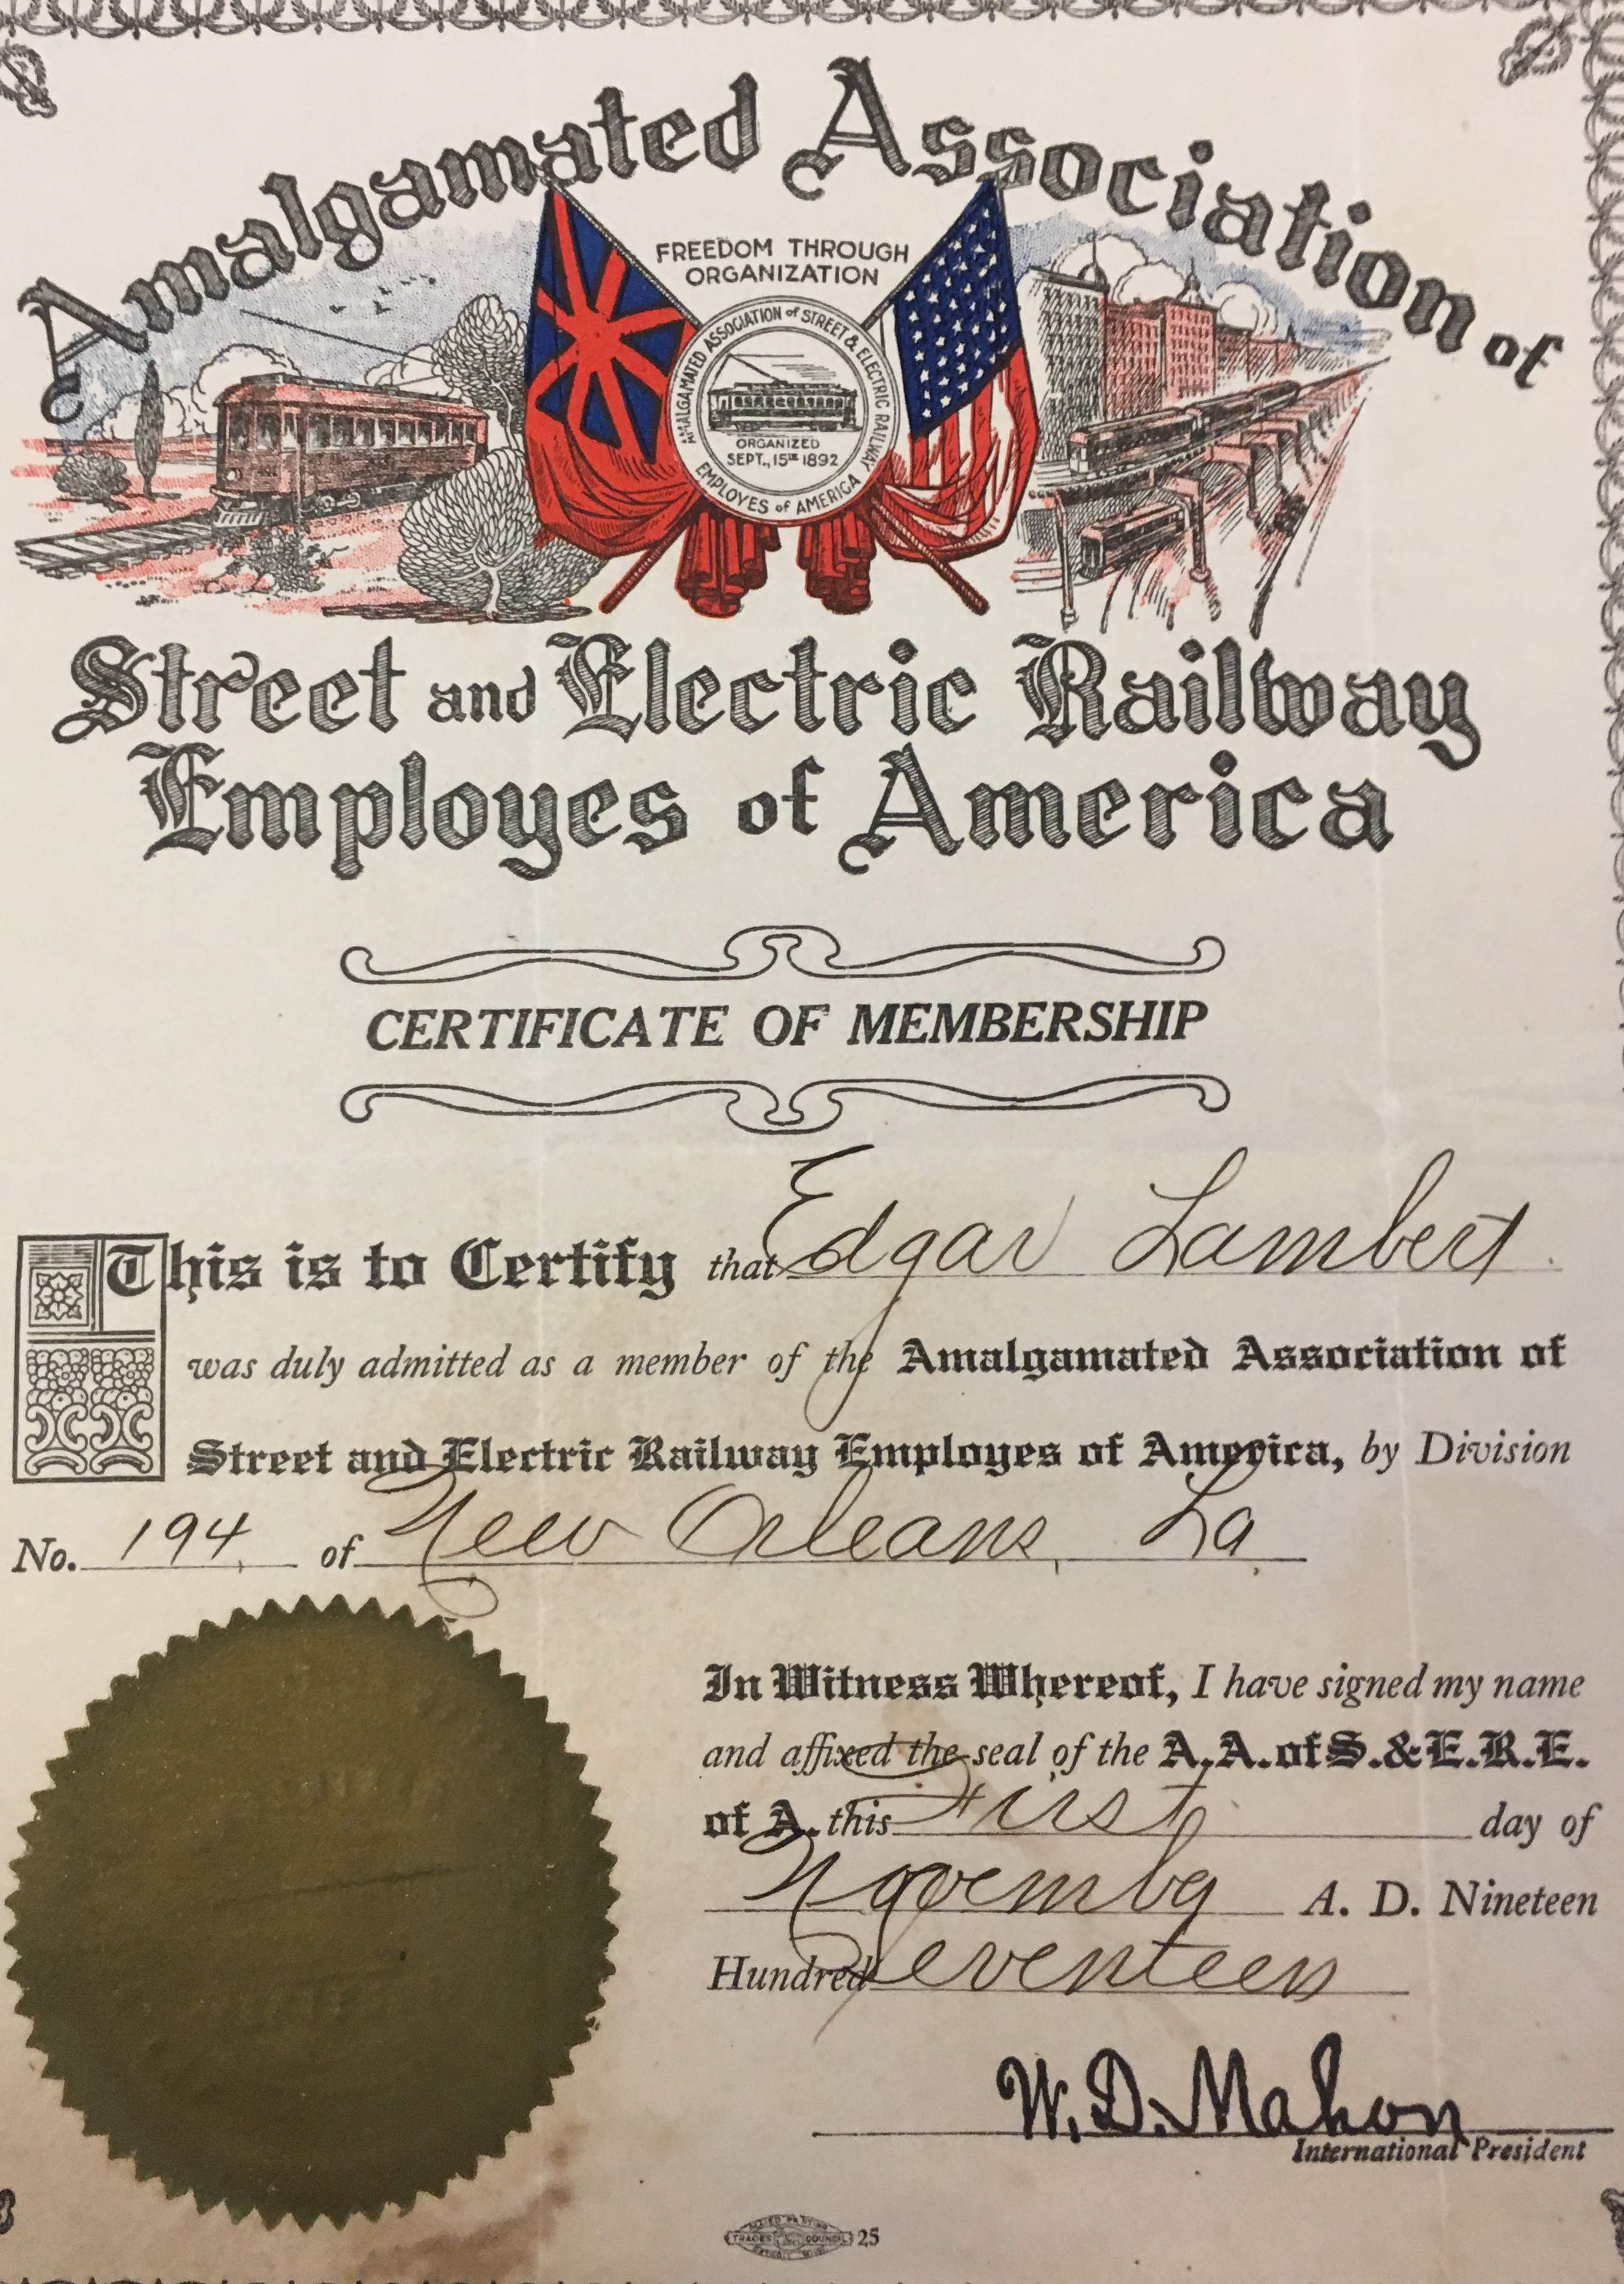 Amalgamated Association of
FREEDOM THROUGH
ORGANIZATION
AMALGAMATED ASSOCIATION of STREET & ELECTRIC RAILWAY
EMPLOYES of AMERICA
ORGANIZED
SEPT., 15TH 1892
Street and Electric Railway
Employes of America
CERTIFICATE OF MEMBERSHIP
This is to Certify that Edgar Lambert
was duly admitted as a member of the Amalgamated Association of
Street and Electric Railway Employes of America, by Division
No. 194, of New Orleans, La.
In Witness Whereof, I have signed my name
and affixed the seal of the A.A. of S.&E.R.E.
of A. this First day of
November A. D. Nineteen
Hundred Seventeen
W. D. Mahon
International President
ALLIED PRINTING
TRADES COUNCIL 25